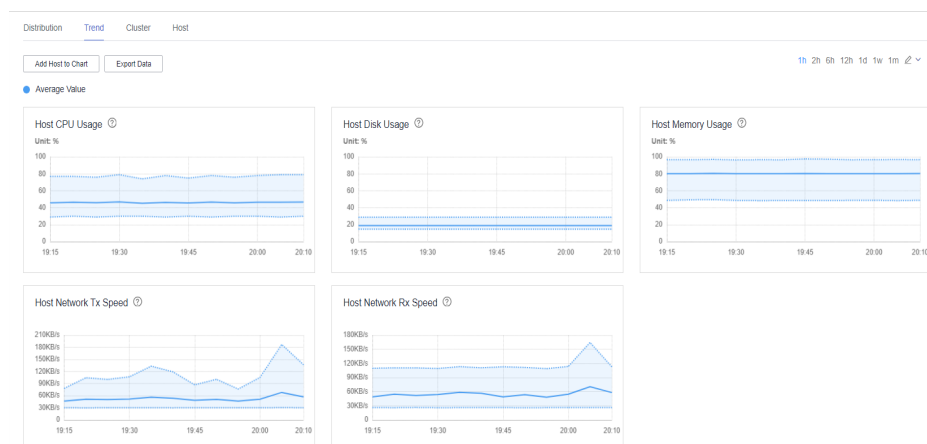 Distribution Trend Cluster Host
Add Host to Chart Export Data 1h 2h 6h 12h 1d 1w 1m
Average Value
Host CPU Usage
Unit: %
100
80
60
40
20
0
19:15 19:30 19:45 20:00 20:10
Host Disk Usage
Unit: %
100
80
60
40
20
0
19:15 19:30 19:45 20:00 20:10
Host Memory Usage
Unit: %
100
80
60
40
20
0
19:15 19:30 19:45 20:00 20:10
Host Network Tx Speed
210KB/s
180KB/s
150KB/s
120KB/s
90KB/s
60KB/s
30KB/s
0
19:15 19:30 19:45 20:00 20:10
Host Network Rx Speed
180KB/s
150KB/s
120KB/s
90KB/s
60KB/s
30KB/s
0
19:15 19:30 19:45 20:00 20:10